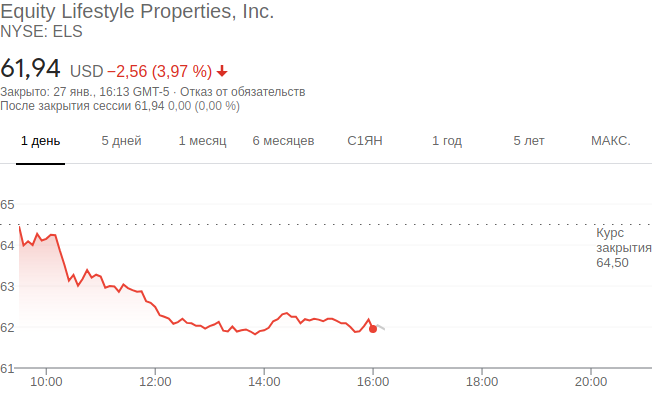 Equity Lifestyle Properties, Inc.
NYSE: ELS
61,94 USD −2,56 (3,97 %)
Закрыто: 27 янв., 16:13 GMT-5 · Отказ от обязательств
После закрытия сессии 61,94 0,00 (0,00 %)
1 день 5 дней 1 месяц 6 месяцев С1ЯН 1 год 5 лет МАКС.
65
64
63
62
61
Курс
закрытия
64,50
10:00 12:00 14:00 16:00 18:00 20:00